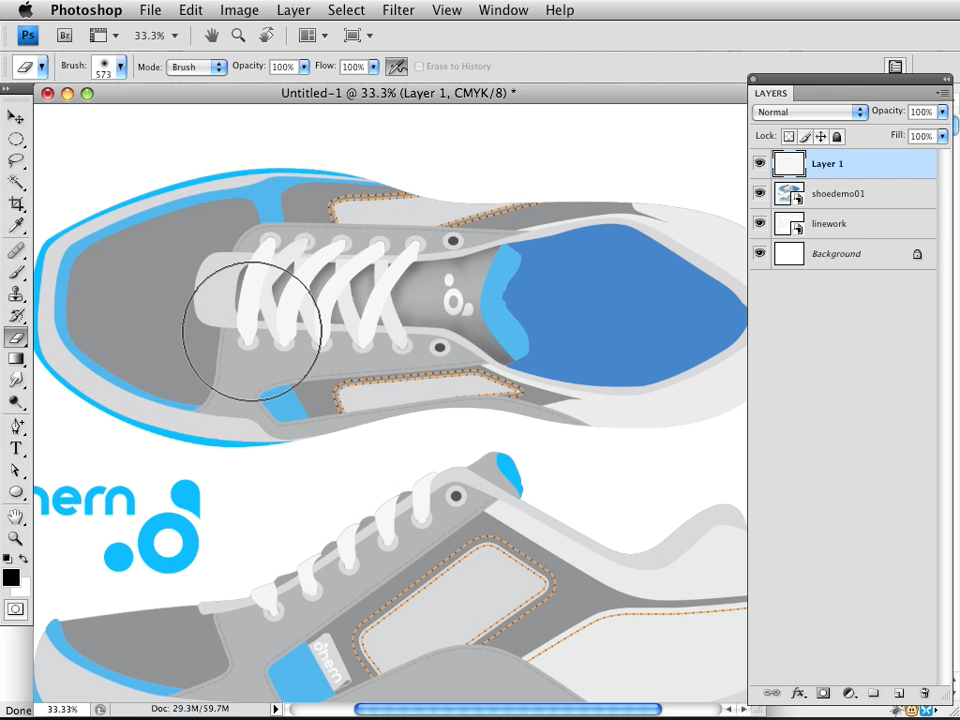 Photoshop File Edit Image Layer Select Filter View Window Help
Ps Br 33.3%
Brush: 573 Mode: Brush Opacity: 100% Flow: 100% Erase to History
Untitled-1 @ 33.3% (Layer 1, CMYK/8) *
LAYERS
Normal Opacity: 100%
Lock: Fill: 100%
Layer 1
shoedemo01
linework
Background
T
hern
ahern
Done 33.33% Doc: 29.3M/59.7M
fx